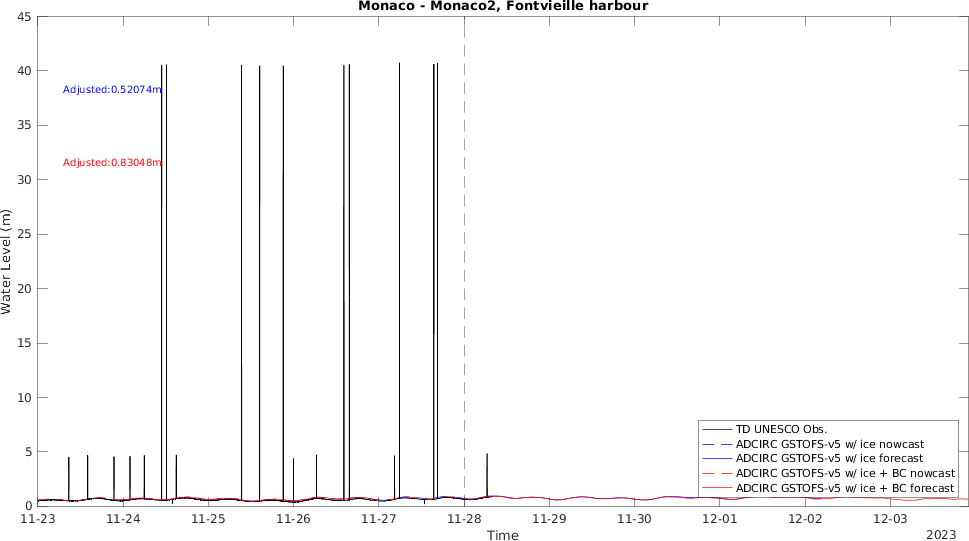 Monaco - Monaco2, Fontvieille harbour
45
40
35
30
25
20
15
10
5
0
Water Level (m)
Adjusted:0.52074m
Adjusted:0.83048m
TD UNESCO Obs.
ADCIRC GSTOFS-v5 w/ ice nowcast
ADCIRC GSTOFS-v5 w/ ice forecast
ADCIRC GSTOFS-v5 w/ ice + BC nowcast
ADCIRC GSTOFS-v5 w/ ice + BC forecast
11-23 11-24 11-25 11-26 11-27 11-28 11-29 11-30 12-01 12-02 12-03
Time
2023